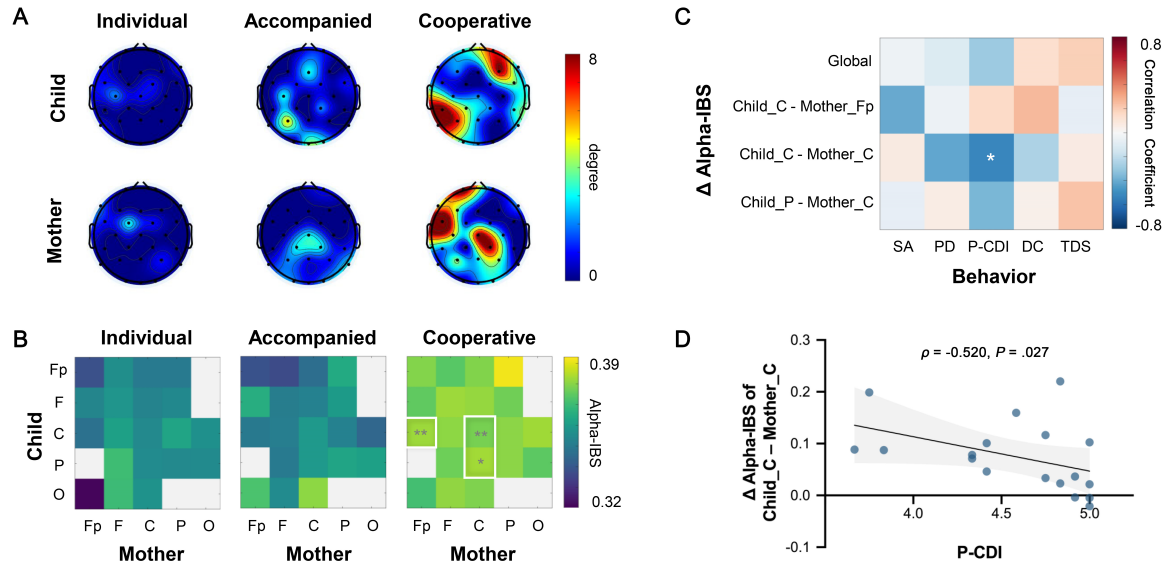 A
Individual
Accompanied
Cooperative
Child
Mother
8
degree
0
B
Individual
Accompanied
Cooperative
Child
Fp
F
C
P
O
**
**
*
0.39
Alpha-IBS
0.32
Fp F C P O
Fp F C P O
Fp F C P O
Mother
Mother
Mother
C
Δ Alpha-IBS
Global
Child_C - Mother_Fp
Child_C - Mother_C
Child_P - Mother_C
*
SA PD P-CDI DC TDS
Behavior
0.8
Correlation Coefficient
-0.8
D
ρ = -0.520, P = .027
Δ Alpha-IBS of
Child_C – Mother_C
0.3
0.2
0.1
0.0
-0.1
4.0 4.5 5.0
P-CDI